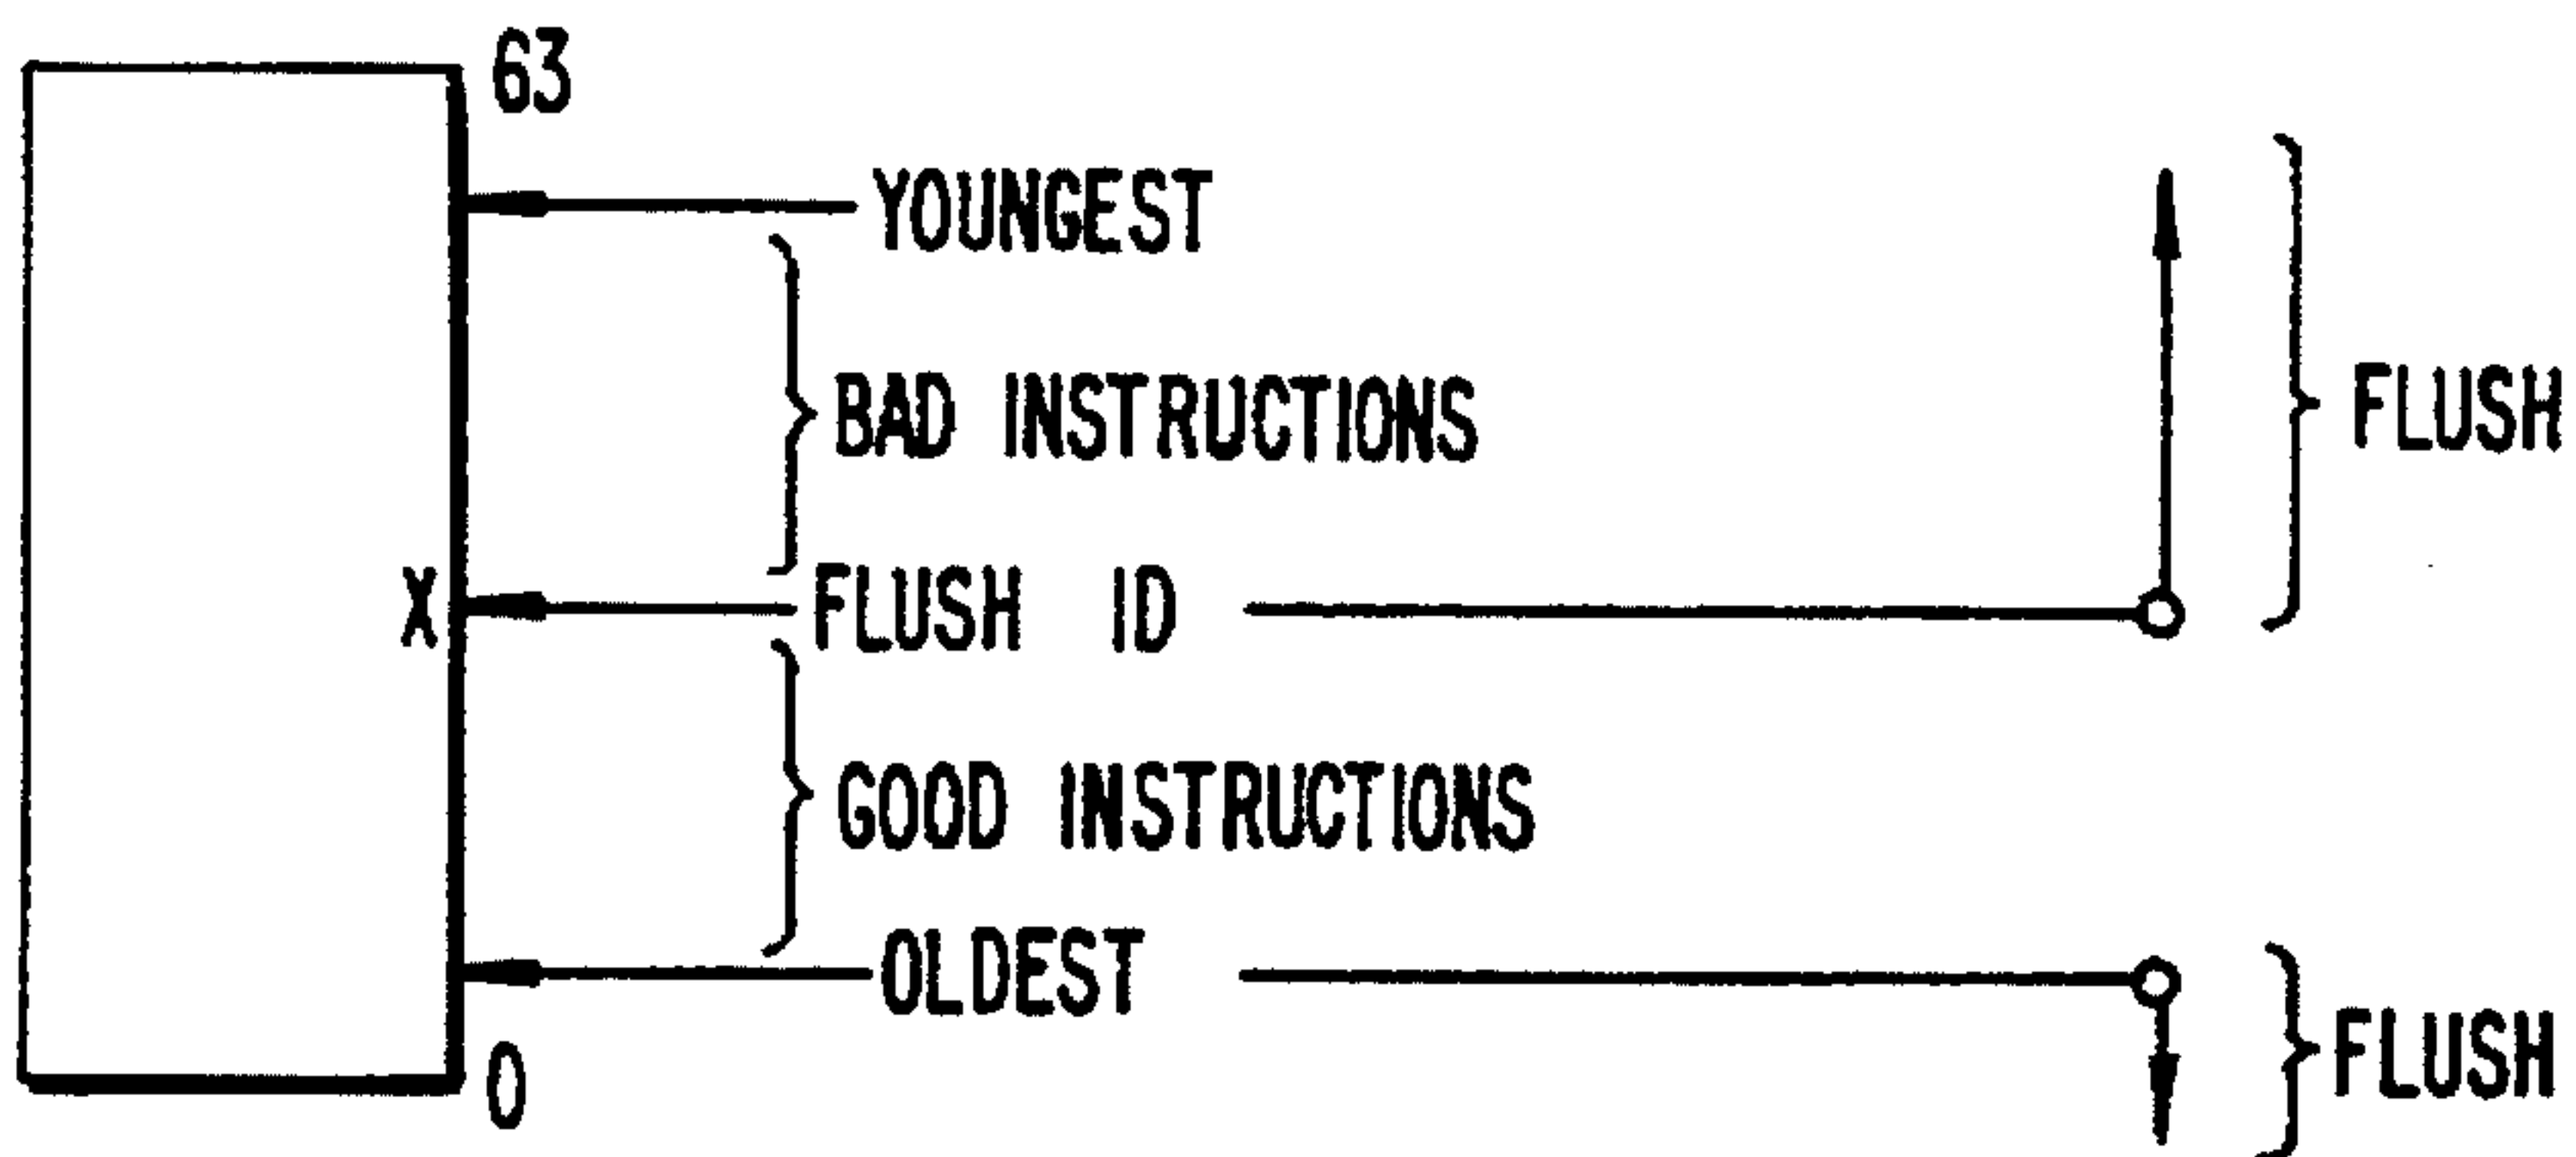 63
YOUNGEST
BAD INSTRUCTIONS
FLUSH
X
FLUSH ID
GOOD INSTRUCTIONS
OLDEST
FLUSH
0